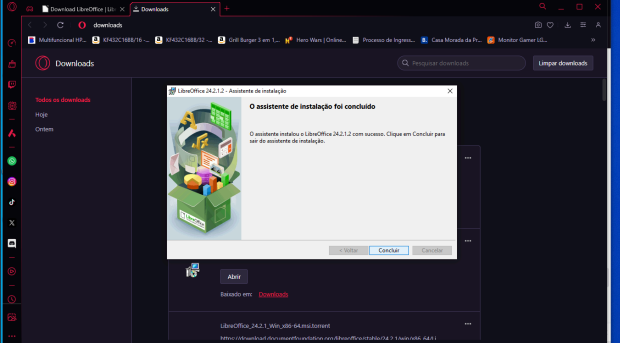 Download LibreOffice | Lib
Downloads
downloads
Multifuncional HP...
KF432C16BB/16 -...
KF432C16BB/32 -...
Grill Burger 3 em 1,...
Hero Wars | Online...
Processo de Ingress...
Casa Morada da Pr...
Monitor Gamer LG...
Downloads
Pesquisar downloads
Limpar downloads
Todos os downloads
Hoje
Ontem
LibreOffice 24.2.1.2 - Assistente de instalação
O assistente de instalação foi concluído
O assistente instalou o LibreOffice 24.2.1.2 com sucesso. Clique em Concluir para
sair do assistente de instalação.
LibreOffice
< Voltar
Concluir
Cancelar
Abrir
Baixado em: Downloads
LibreOffice_24.2.1_Win_x86-64.msi.torrent
https://download.documentfoundation.org/libreoffice/stable/24.2.1/win/x86_64/Li